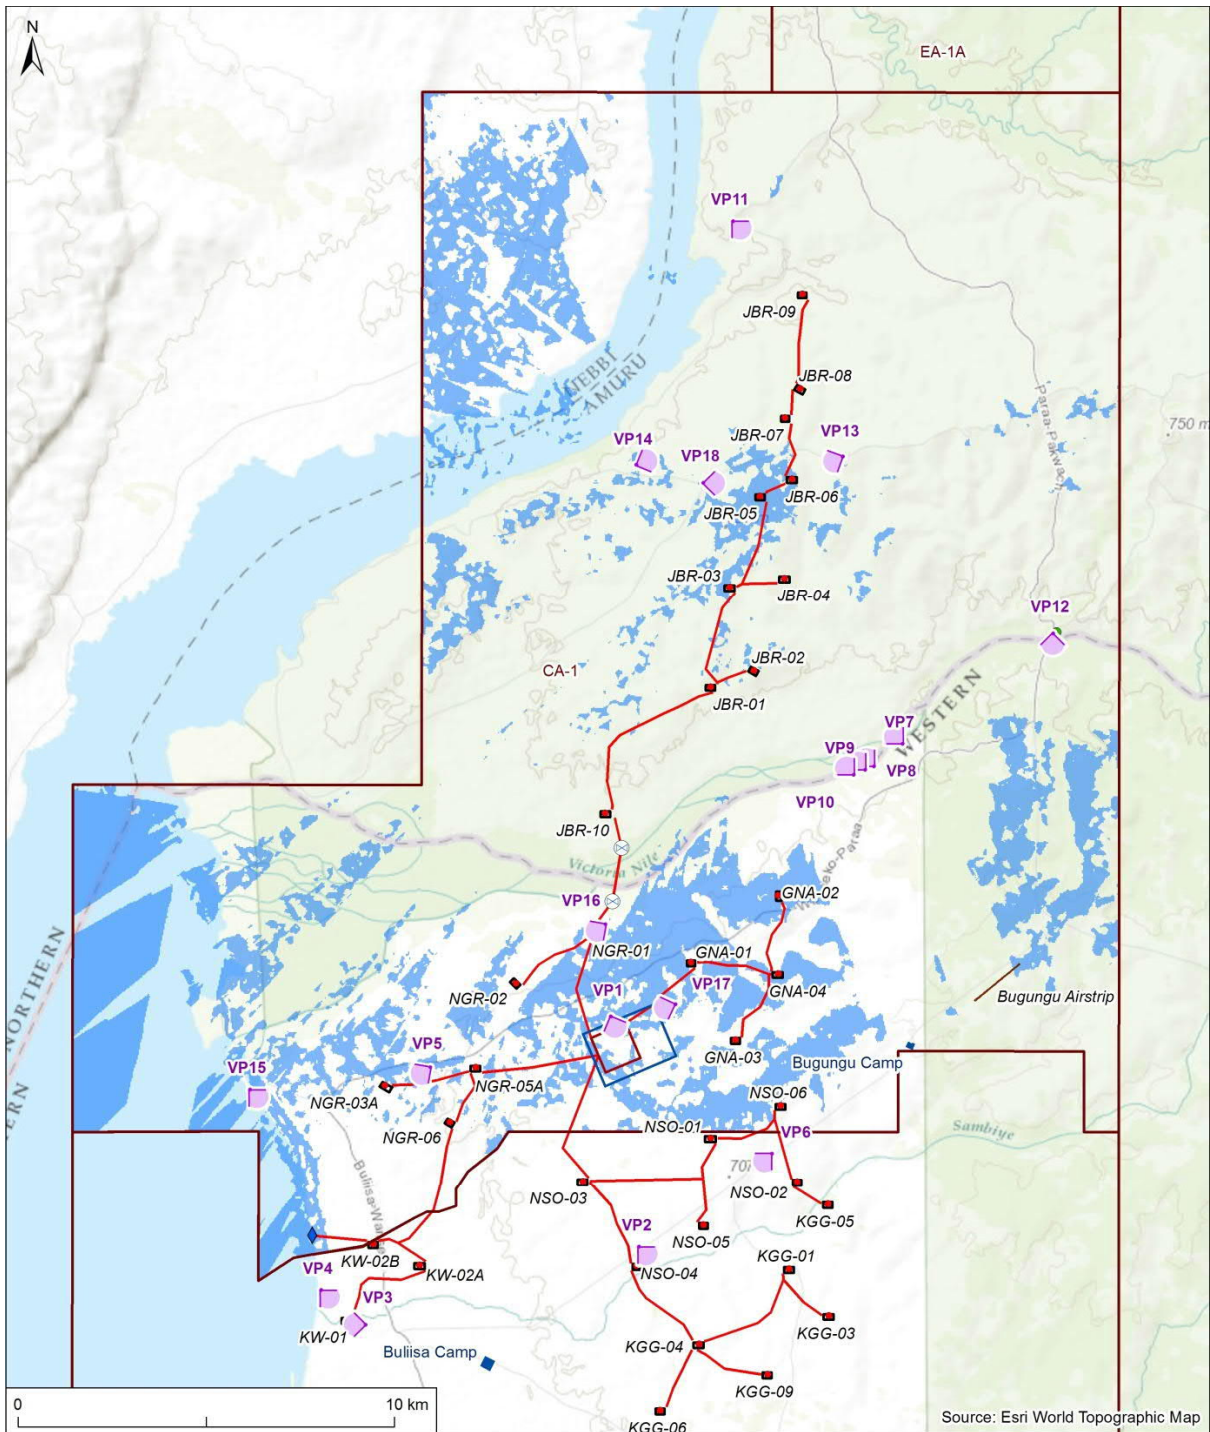 N
EA-1A
VP11
JBR-09
NEBBI
AMURU
JBR-08
Paraa-Pakwach
750 m
JBR-07
VP13
VP14
VP18
JBR-06
JBR-05
JBR-03
JBR-04
VP12
CA-1
JBR-02
JBR-01
WESTERN
VP7
VP9
VP8
VP10
JBR-10
Victoria Nile
GNA-02
VP16
NGR-01
NORTHERN
GNA-01
NGR-02
VP17
GNA-04
VP1
Bugungu Airstrip
GNA-03
Bugungu Camp
VP5
VP15
NGR-05A
NGR-03A
NSO-06
NGR-06
NSO-01
Sambiye
VP6
NSO-03
NSO-02
KGG-05
NSO-05
VP2
KW-02B
KGG-01
VP4
KW-02A
NSO-04
VP3
KW-01
KGG-03
KGG-04
Buliisa Camp
KGG-09
KGG-06
0
10 km
Source: Esri World Topographic Map